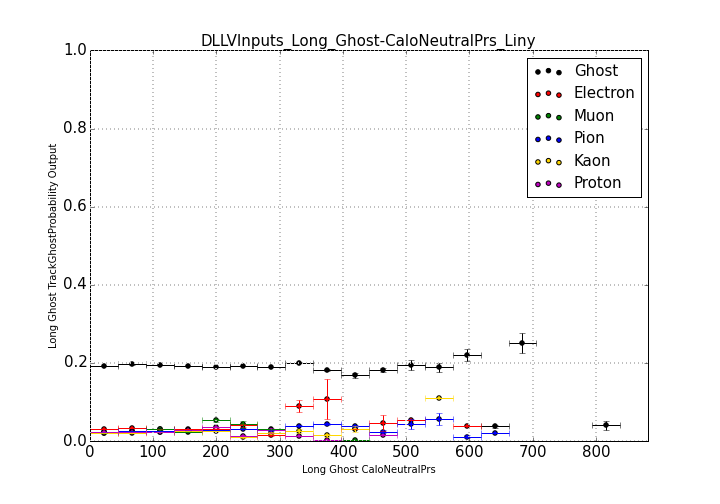 DLLVInputs_Long_Ghost-CaloNeutralPrs_Liny
1.0
0.8
0.6
0.4
0.2
0.0
Long Ghost TrackGhostProbability Output
Ghost
Electron
Muon
Pion
Kaon
Proton
0 100 200 300 400 500 600 700 800
Long Ghost CaloNeutralPrs